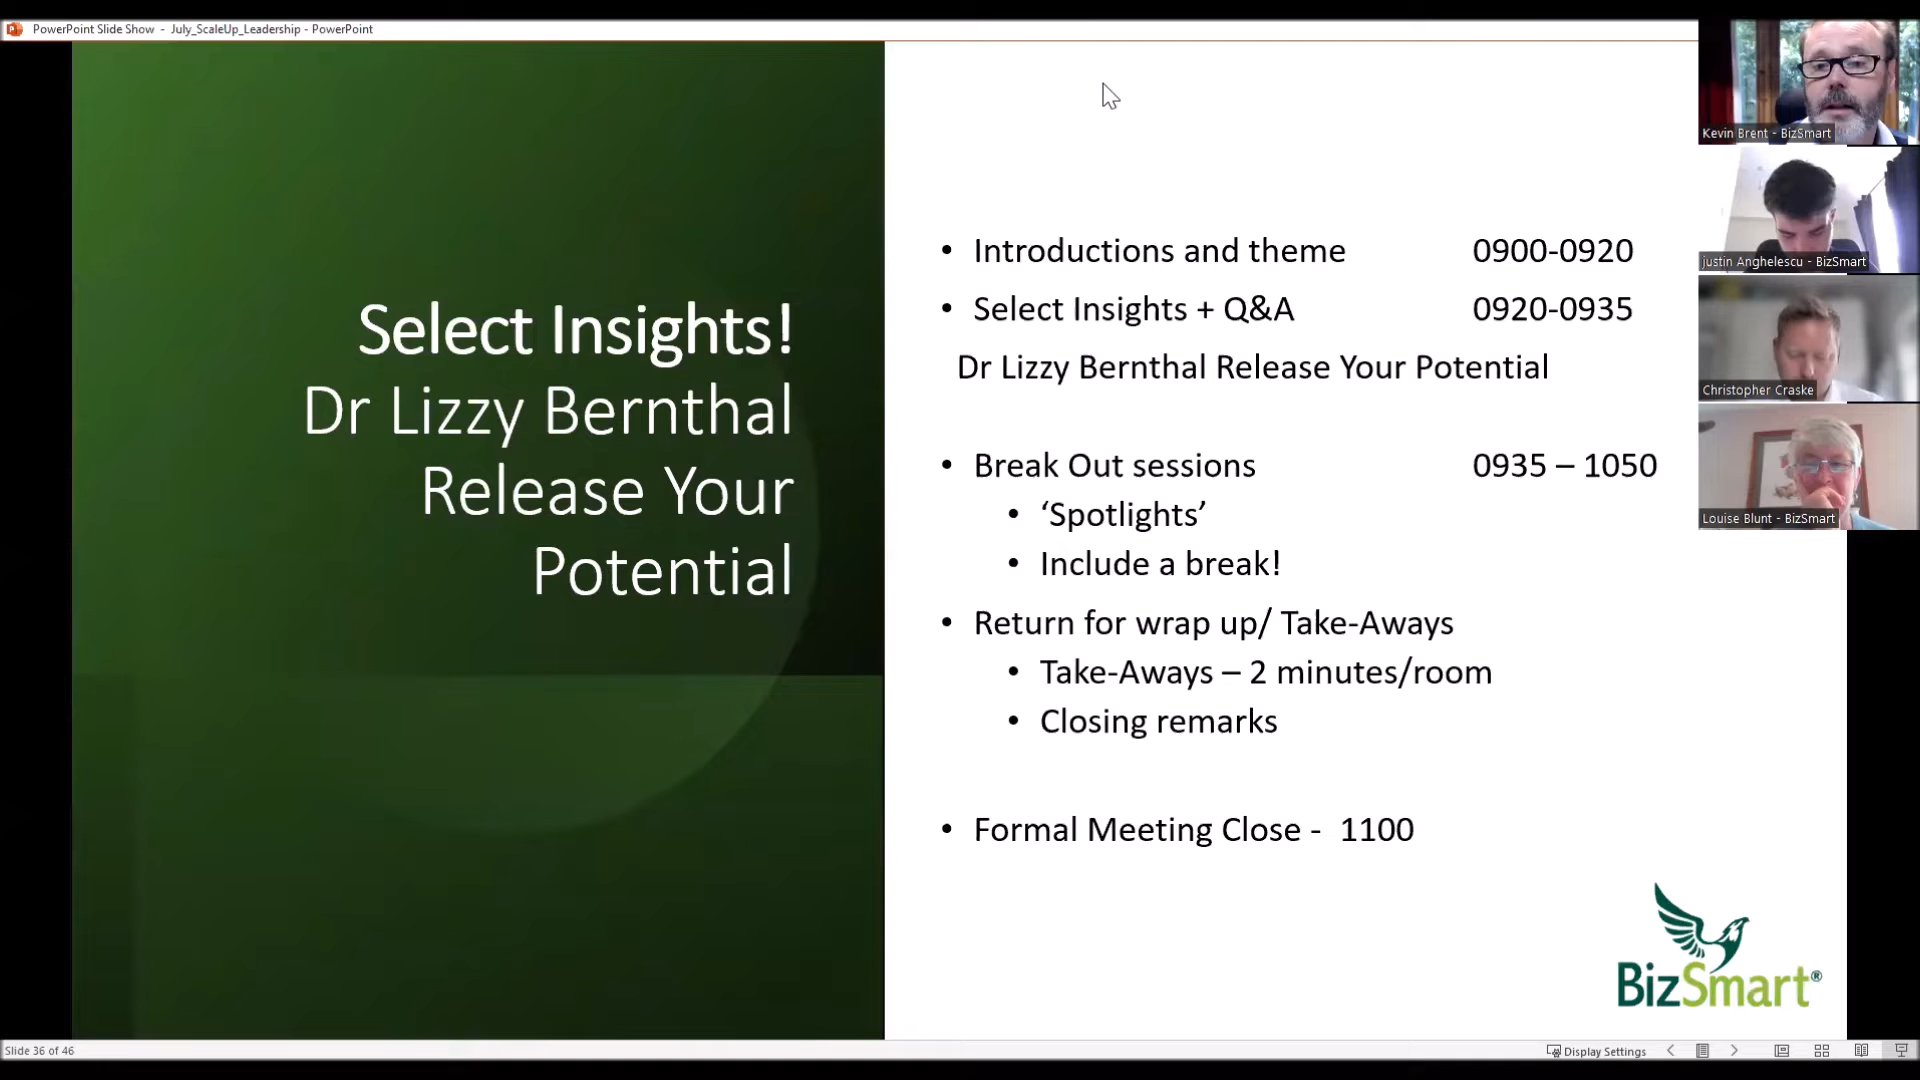 PowerPoint Slide Show - July_ScaleUp_Leadership - PowerPoint
Select Insights!
Dr Lizzy Bernthal
Release Your
Potential
• Introductions and theme 0900-0920
• Select Insights + Q&A 0920-0935
Dr Lizzy Bernthal Release Your Potential
• Break Out sessions 0935 – 1050
• ‘Spotlights’
• Include a break!
• Return for wrap up/ Take-Aways
• Take-Aways – 2 minutes/room
• Closing remarks
• Formal Meeting Close - 1100
BizSmart®
Kevin Brent - BizSmart
justin Anghelescu - BizSmart
Christopher Craske
Louise Blunt - BizSmart
Slide 36 of 46
Display Settings